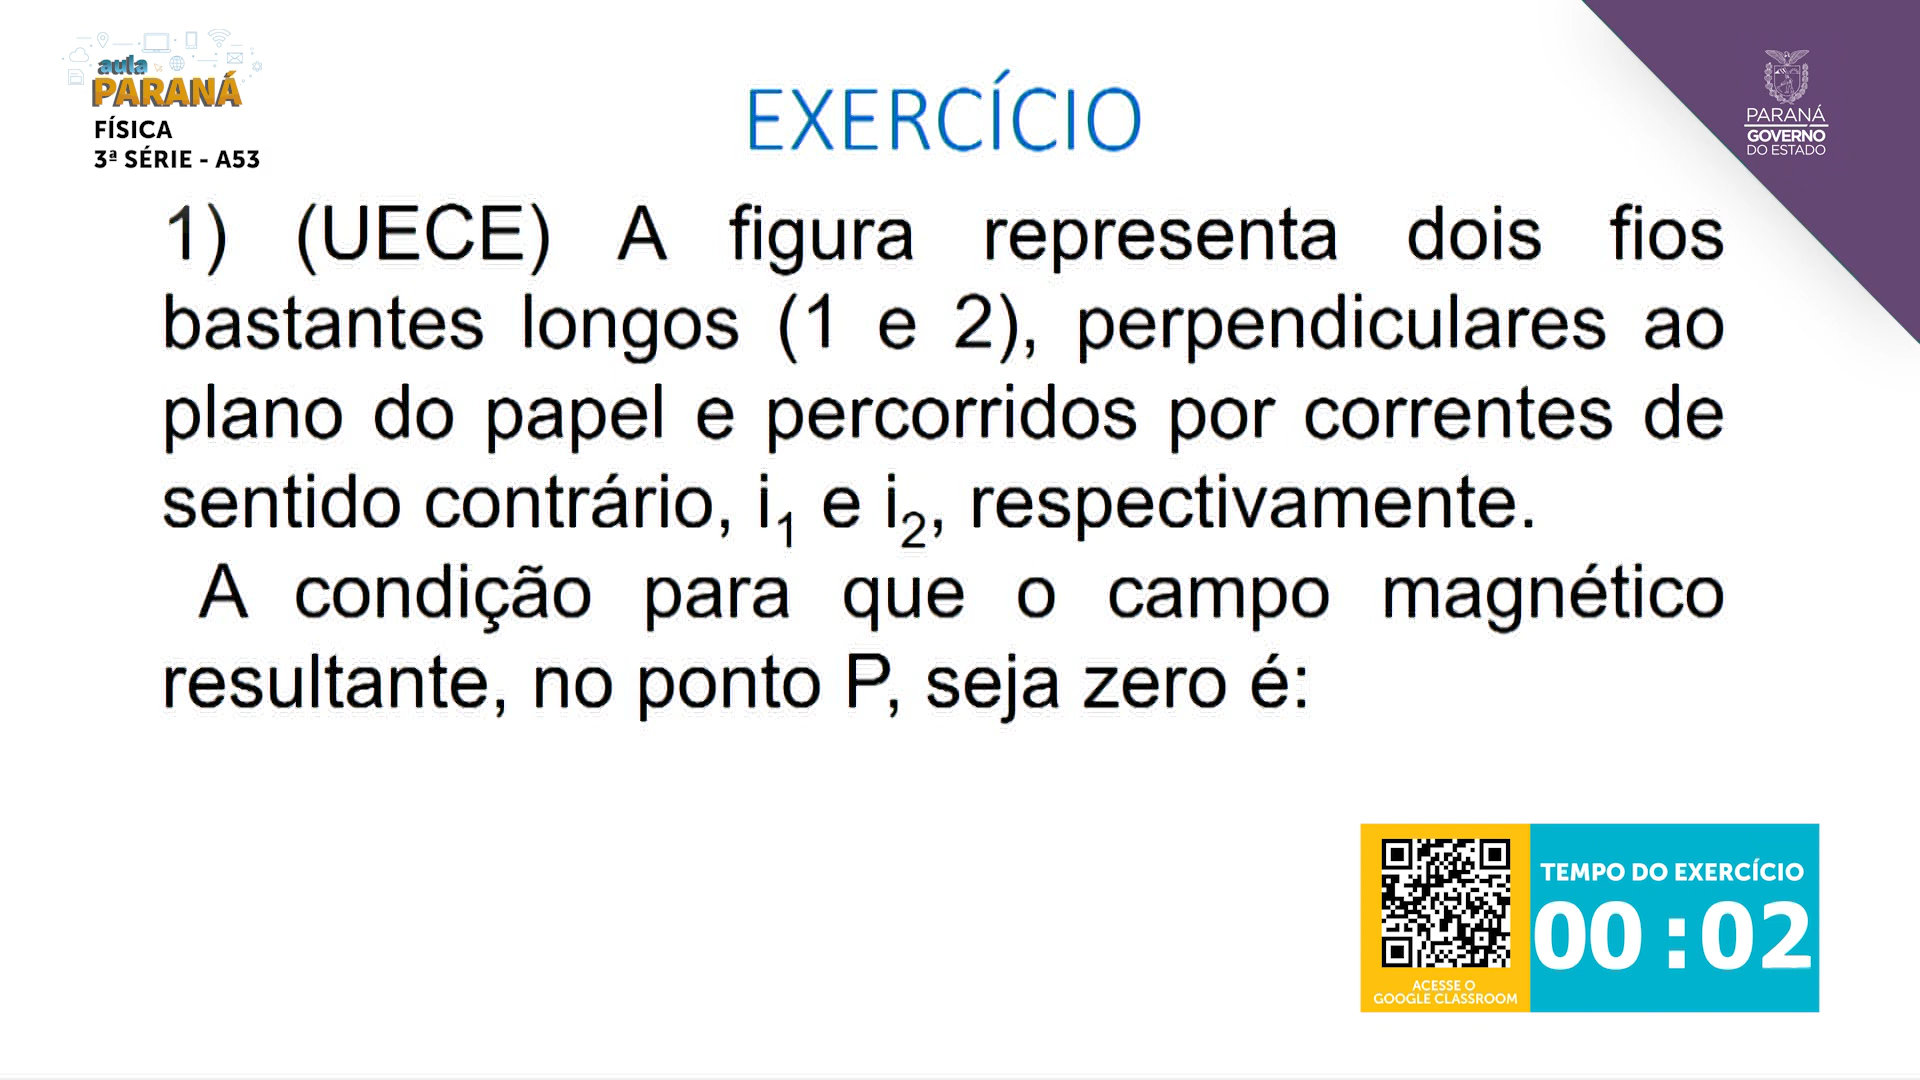 aula
PARANÁ
FÍSICA
3ª SÉRIE - A53
EXERCÍCIO
PARANÁ
GOVERNO
DO ESTADO
1) (UECE) A figura representa dois fios
bastantes longos (1 e 2), perpendiculares ao
plano do papel e percorridos por correntes de
sentido contrário, i₁ e i₂, respectivamente.
A condição para que o campo magnético
resultante, no ponto P, seja zero é:
TEMPO DO EXERCÍCIO
00:02
ACESSE O
GOOGLE CLASSROOM